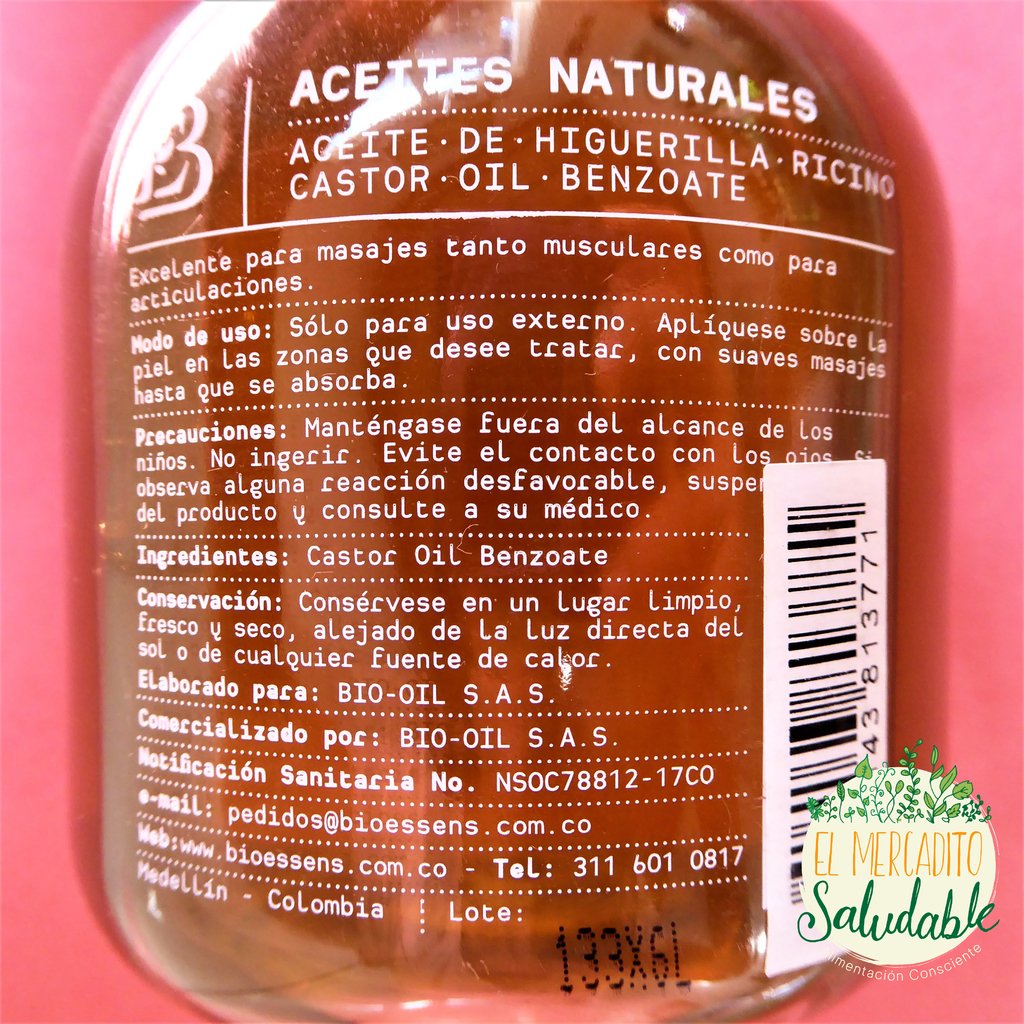 ACEITES NATURALES
ACEITE·DE·HIGUERILLA·RICINO
CASTOR·OIL·BENZOATE
Excelente para masajes tanto musculares como para
articulaciones.
Modo de uso: Sólo para uso externo. Aplíquese sobre la
piel en las zonas que desee tratar, con suaves masajes
hasta que se absorba.
Precauciones: Manténgase fuera del alcance de los
niños. No ingerir. Evite el contacto con los ojos. Si
observa alguna reacción desfavorable,
del producto y consulte a su médico.
Ingredientes: Castor Oil Benzoate
Conservación: Consérvese en un lugar limpio,
fresco y seco, alejado de la luz directa del
sol o de cualquier fuente de calor.
Elaborado para: BIO-OIL S.A.S.
Comercializado por: BIO-OIL S.A.S.
Notificación Sanitaria No. NSOC78812-17CO
e-mail: pedidos@bioessens.com.co
Web:www.bioessens.com.co - Tel: 311 601 0817
Medellín - Colombia Lote:
43813771
EL MERCADITO
Saludable
Consciente